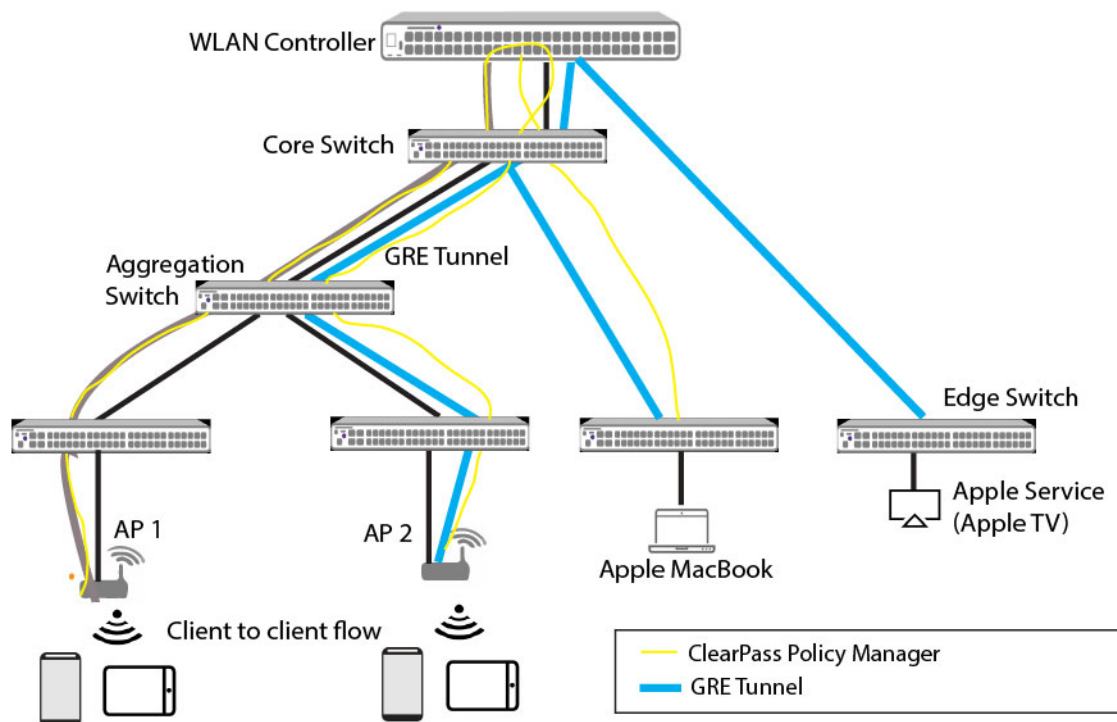 WLAN Controller
Core Switch
GRE Tunnel
Aggregation
Switch
Edge Switch
AP 1
AP 2
Apple MacBook
Apple Service
(Apple TV)
Client to client flow
ClearPass Policy Manager
GRE Tunnel